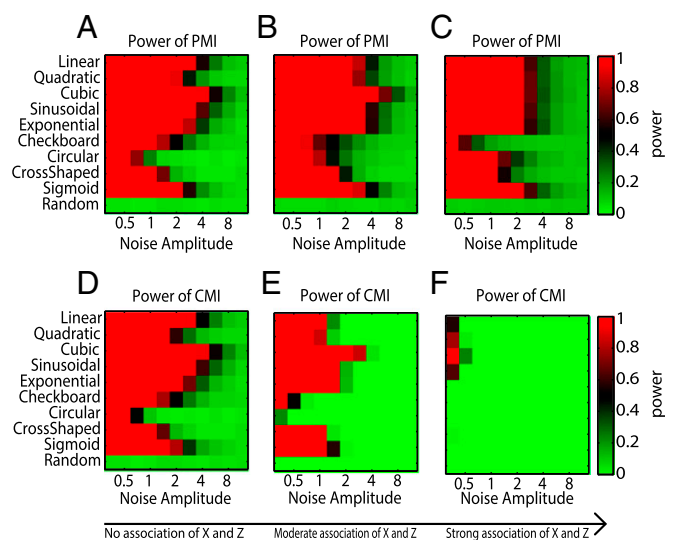 A B C
Power of PMI Power of PMI Power of PMI
Linear
Quadratic
Cubic
Sinusoidal
Exponential
Checkboard
Circular
CrossShaped
Sigmoid
Random
0.5 1 2 4 8 0.5 1 2 4 8 0.5 1 2 4 8
Noise Amplitude Noise Amplitude Noise Amplitude
1
0.8
0.6
0.4
0.2
0
power
D E F
Power of CMI Power of CMI Power of CMI
Linear
Quadratic
Cubic
Sinusoidal
Exponential
Checkboard
Circular
CrossShaped
Sigmoid
Random
0.5 1 2 4 8 0.5 1 2 4 8 0.5 1 2 4 8
Noise Amplitude Noise Amplitude Noise Amplitude
1
0.8
0.6
0.4
0.2
0
power
No association of X and Z Moderate association of X and Z Strong association of X and Z